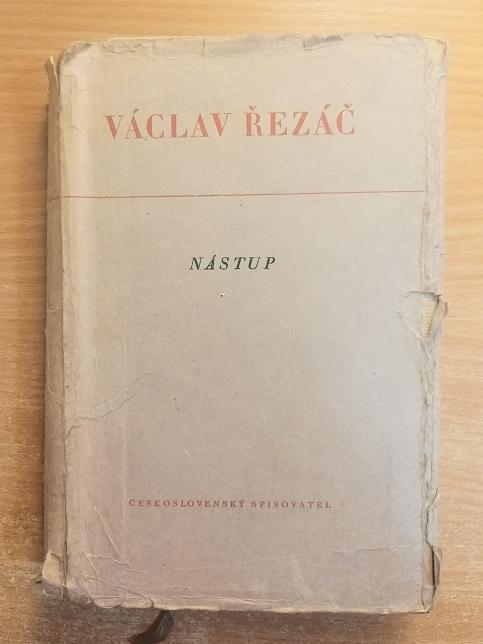 VÁCLAV ŘEZÁČ
NÁSTUP
ČESKOSLOVENSKÝ SPISOVATEL